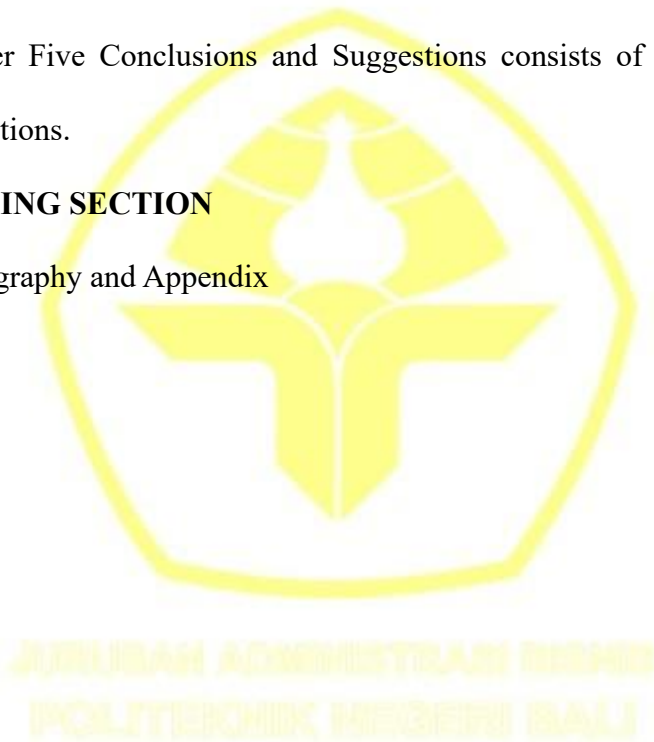 er Five Conclusions and Suggestions consists of
tions.
ING SECTION
graphy and Appendix
JURUSAN ADMINISTRASI BISNIS
POLITEKNIK NEGERI BALI